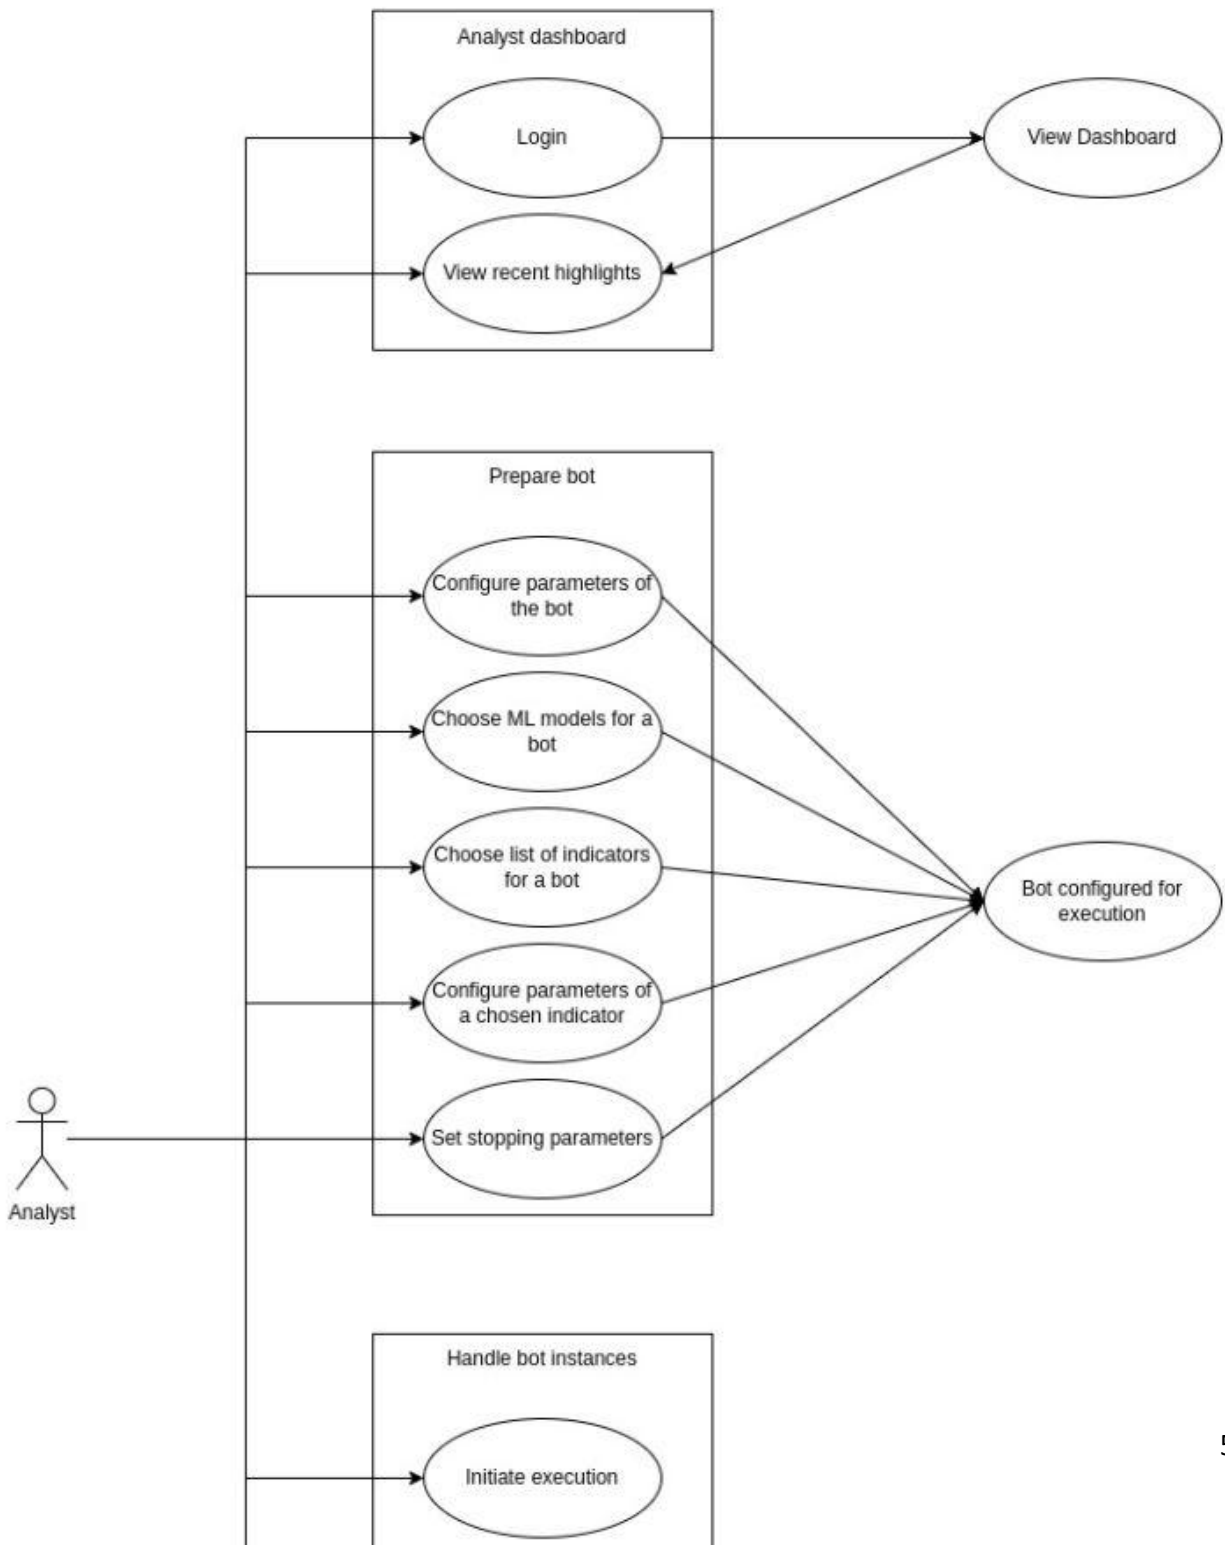 Analyst dashboard
Login
View Dashboard
View recent highlights
Prepare bot
Configure parameters of
the bot
Choose ML models for a
bot
Choose list of indicators
for a bot
Bot configured for
execution
Configure parameters of
a chosen indicator
Set stopping parameters
Analyst
Handle bot instances
Initiate execution